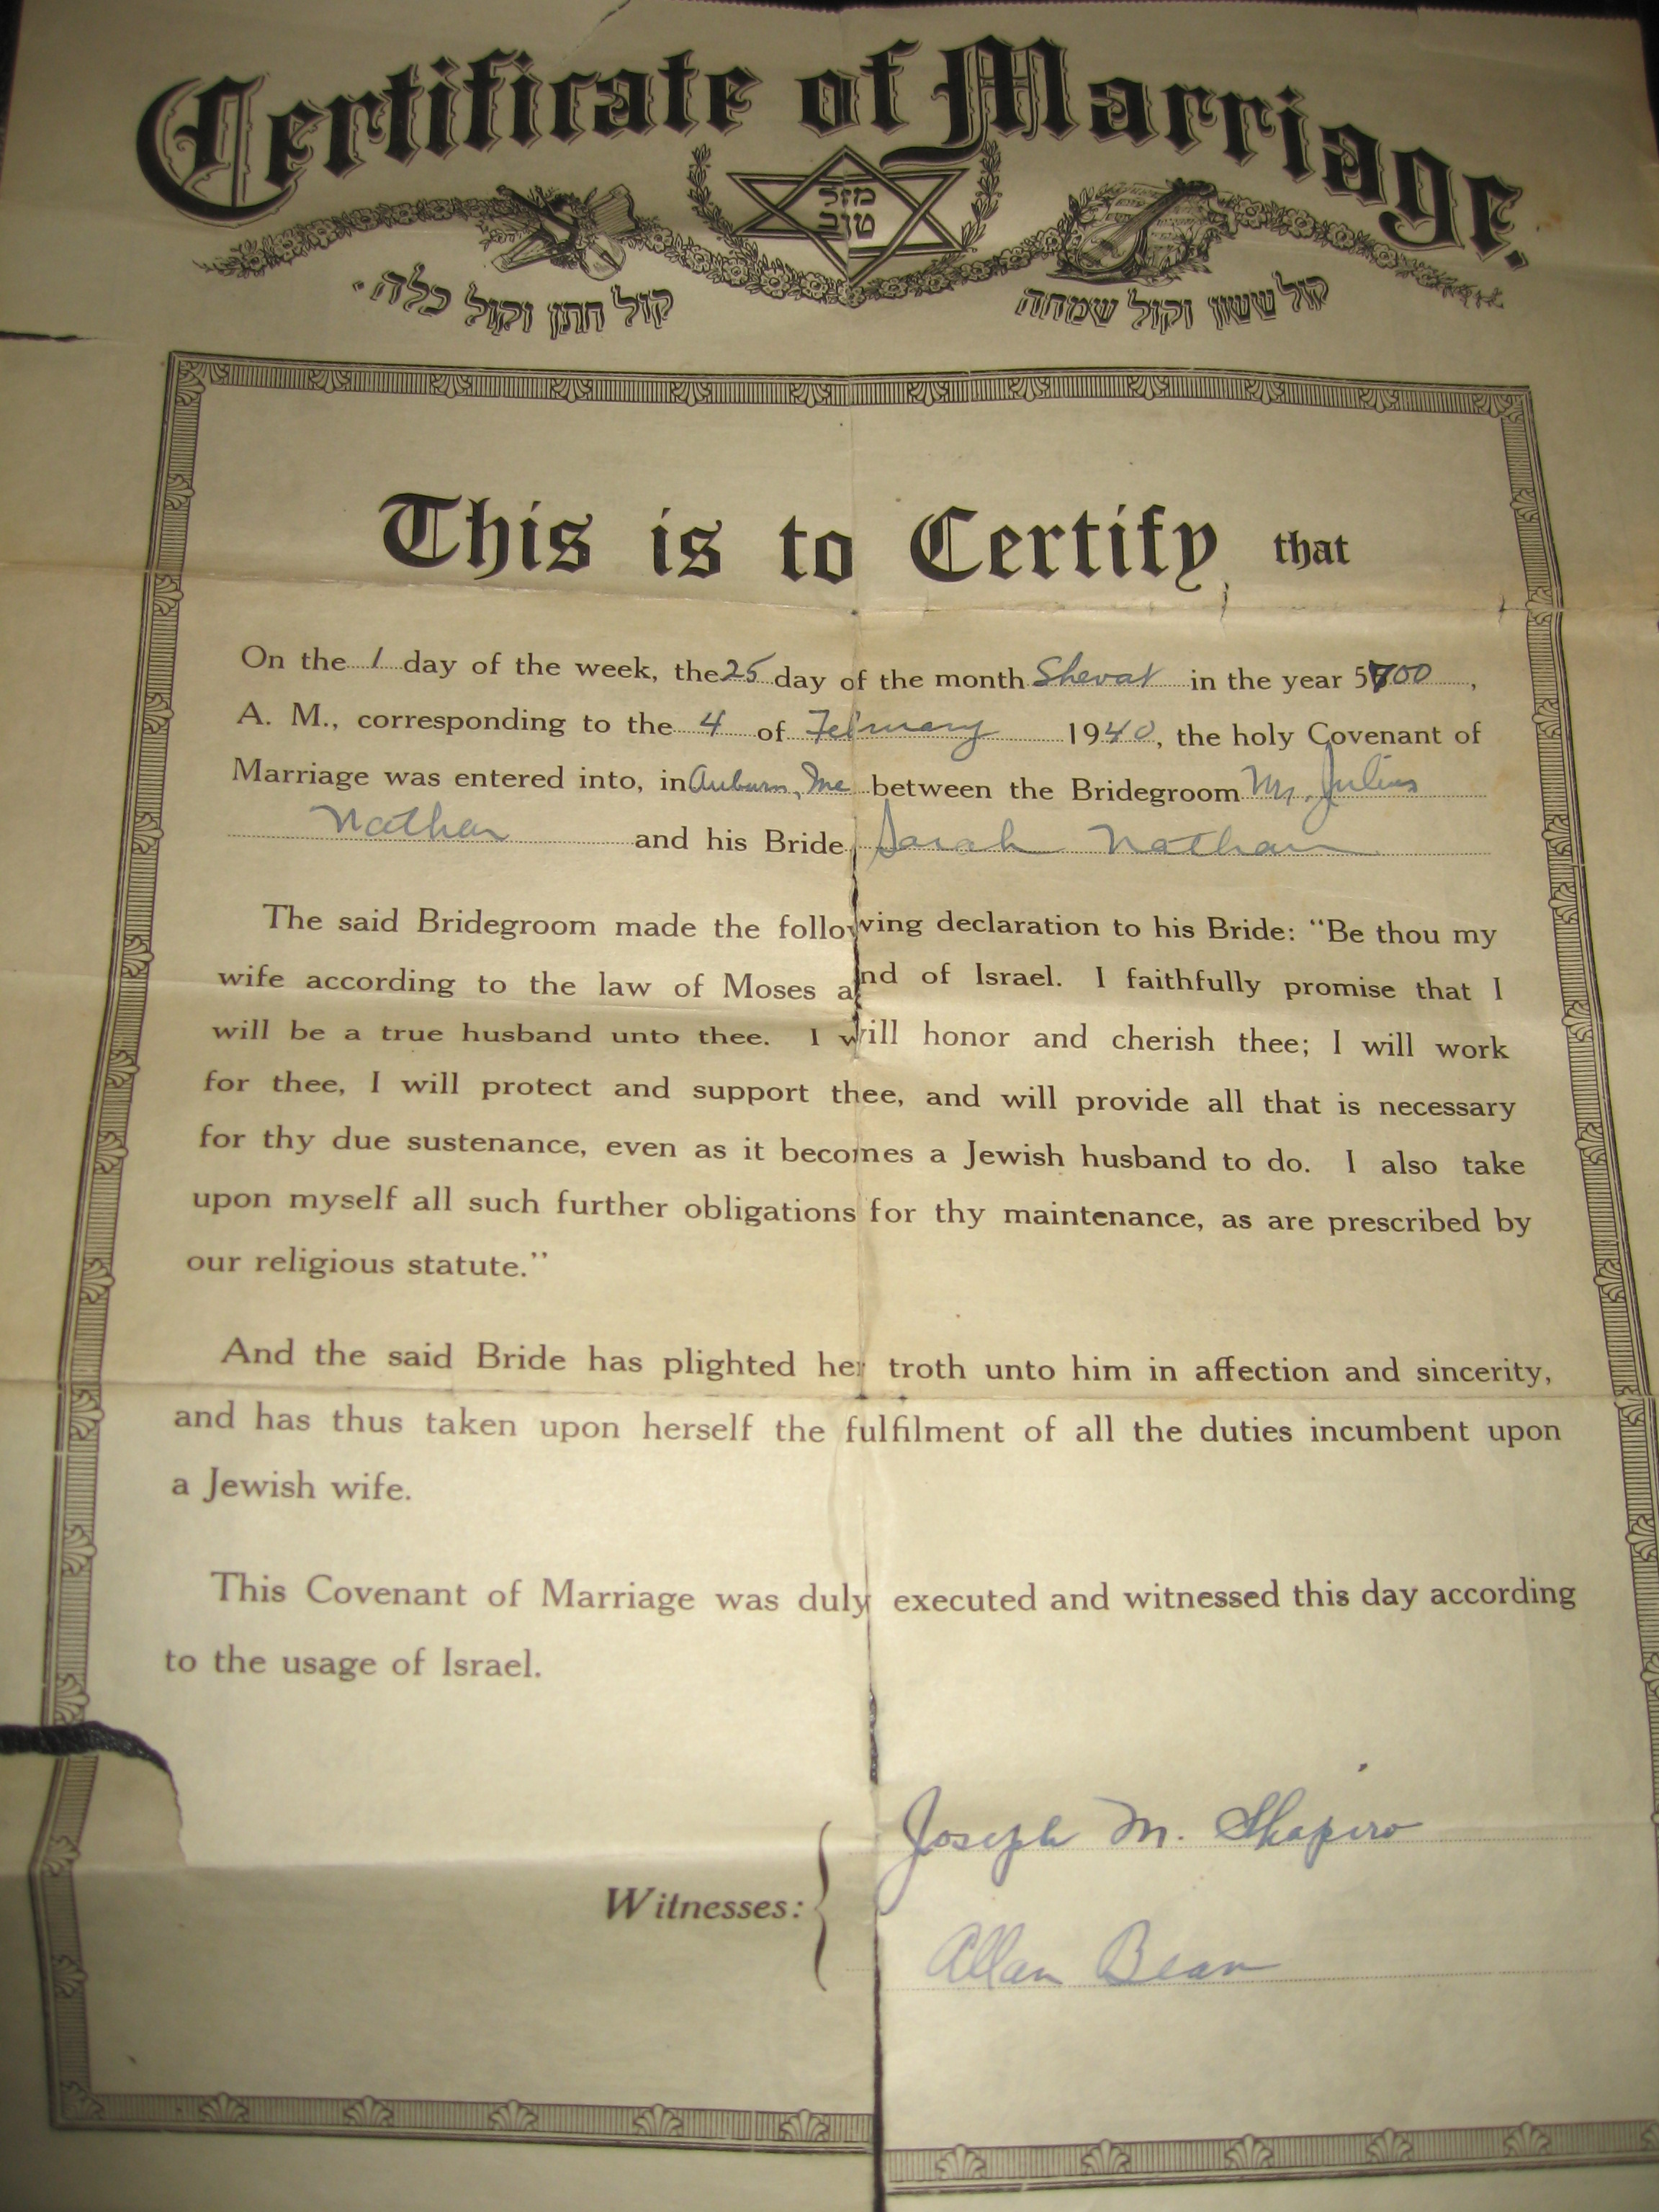 Certificate of Marriage.
מזל
טוב
קול ששון וקול שמחה קול חתן וקול כלה.
This is to Certify that
On the 1 day of the week, the 25 day of the month Shevat in the year 5700,
A. M., corresponding to the 4 of February 1940, the holy Covenant of
Marriage was entered into, in Auburn, Me between the Bridegroom Mr. Julius
Nathan and his Bride Sarah Nathan
The said Bridegroom made the following declaration to his Bride: "Be thou my
wife according to the law of Moses and of Israel. I faithfully promise that I
will be a true husband unto thee. I will honor and cherish thee; I will work
for thee, I will protect and support thee, and will provide all that is necessary
for thy due sustenance, even as it becomes a Jewish husband to do. I also take
upon myself all such further obligations for thy maintenance, as are prescribed by
our religious statute."
And the said Bride has plighted her troth unto him in affection and sincerity,
and has thus taken upon herself the fulfilment of all the duties incumbent upon
a Jewish wife.
This Covenant of Marriage was duly executed and witnessed this day according
to the usage of Israel.
Joseph M. Shapiro
Witnesses:
Allan Bean